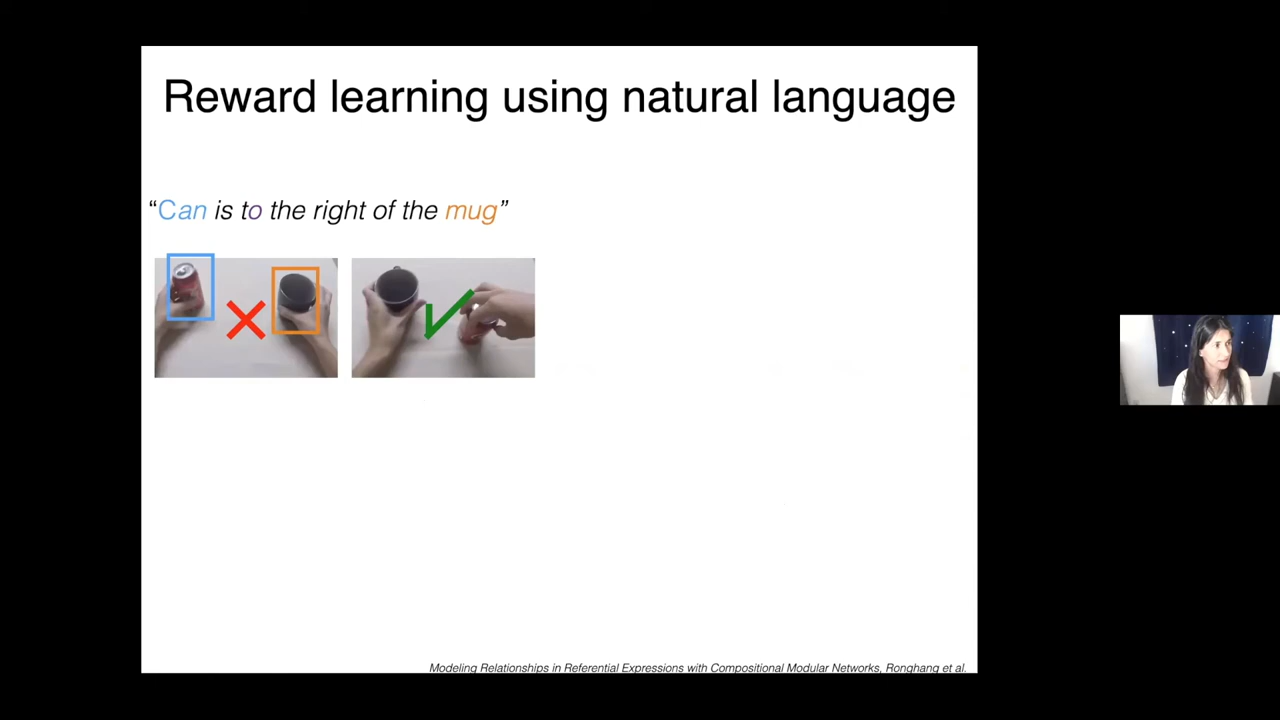 Reward learning using natural language
“Can is to the right of the mug”
Modeling Relationships in Referential Expressions with Compositional Modular Networks, Ronghang et al.